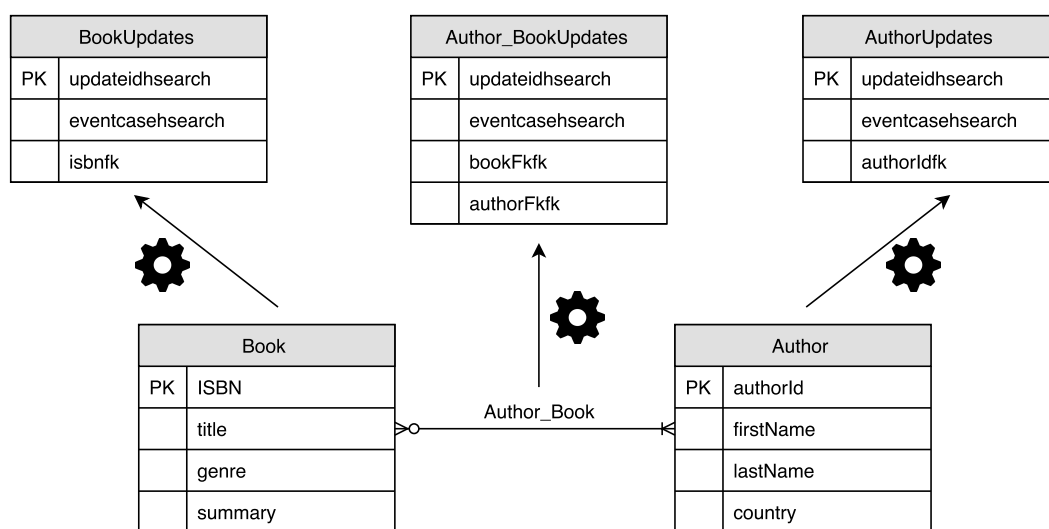 BookUpdates
PK updateidhsearch
eventcasehsearch
isbnfk
Author_BookUpdates
PK updateidhsearch
eventcasehsearch
bookFkfk
authorFkfk
AuthorUpdates
PK updateidhsearch
eventcasehsearch
authorIdfk
Book
PK ISBN
title
genre
summary
Author_Book
Author
PK authorId
firstName
lastName
country